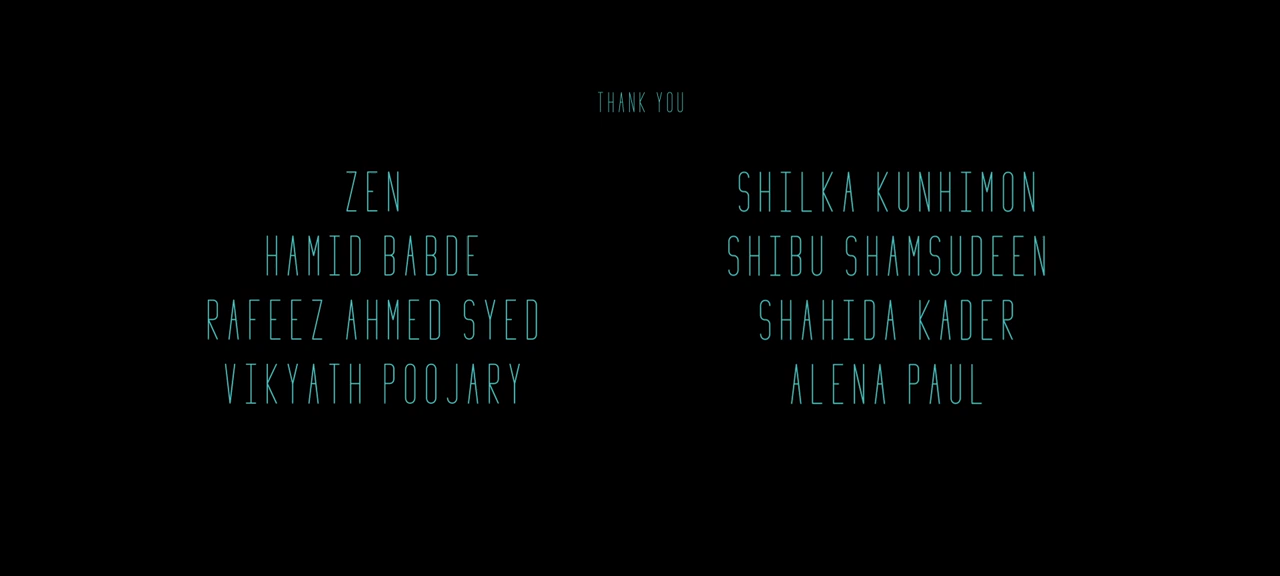 THANK YOU
ZEN
HAMID BABDE
RAFEEZ AHMED SYED
VIKYATH POOJARY
SHILKA KUNHIMON
SHIBU SHAMSUDEEN
SHAHIDA KADER
ALENA PAUL